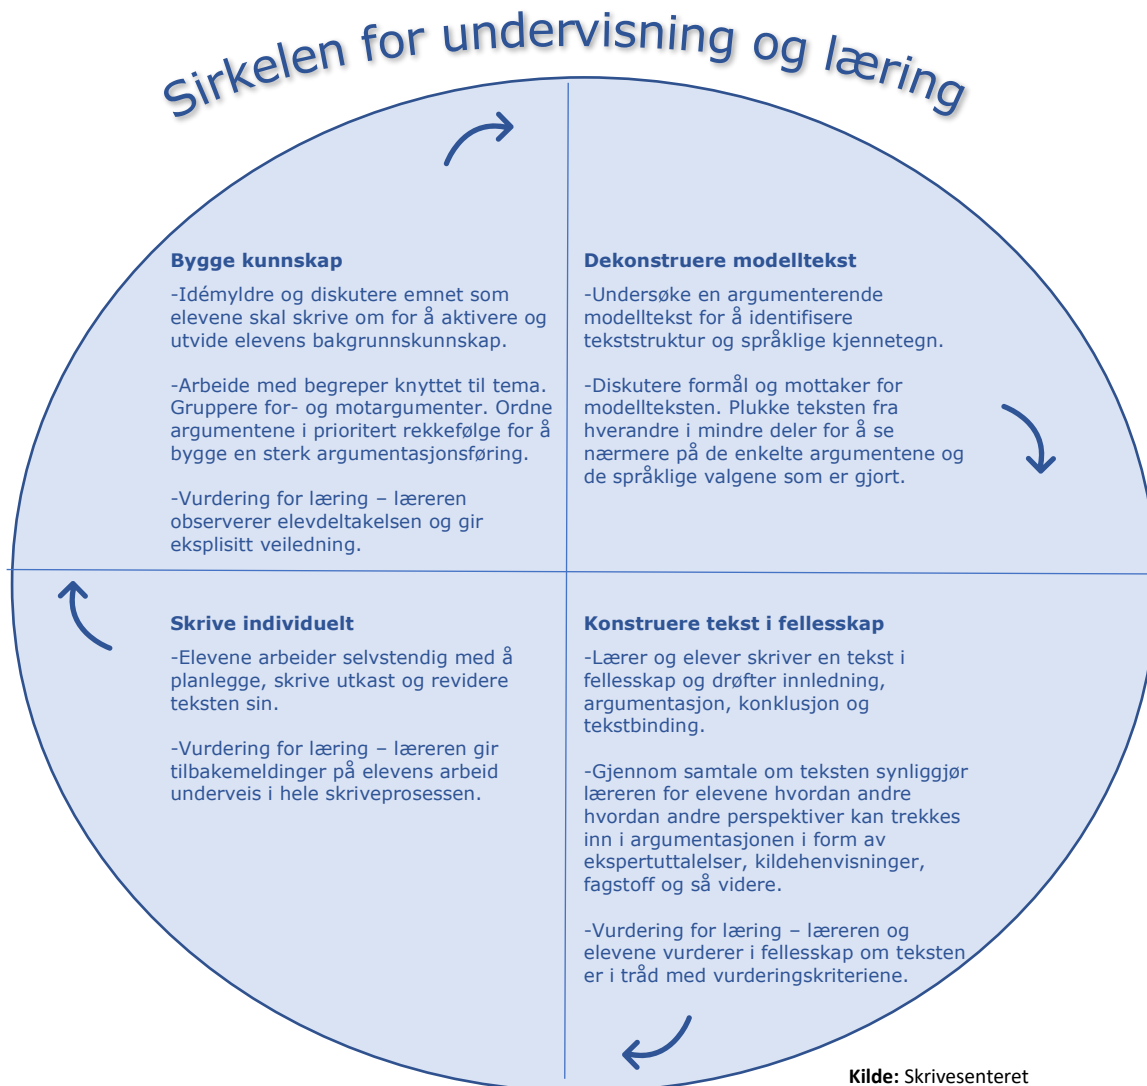 Sirkelen for undervisning og læring
Bygge kunnskap
-Idémyldre og diskutere emnet som
elevene skal skrive om for å aktivere og
utvide elevens bakgrunnskunnskap.
-Arbeide med begreper knyttet til tema.
Gruppere for- og motargumenter. Ordne
argumentene i prioritert rekkefølge for å
bygge en sterk argumentasjonsføring.
-Vurdering for læring – læreren
observerer elevdeltakelsen og gir
eksplisitt veiledning.
Dekonstruere modelltekst
-Undersøke en argumenterende
modelltekst for å identifisere
tekststruktur og språklige kjennetegn.
-Diskutere formål og mottaker for
modellteksten. Plukke teksten fra
hverandre i mindre deler for å se
nærmere på de enkelte argumentene og
de språklige valgene som er gjort.
Skrive individuelt
-Elevene arbeider selvstendig med å
planlegge, skrive utkast og revidere
teksten sin.
-Vurdering for læring – læreren gir
tilbakemeldinger på elevens arbeid
underveis i hele skriveprosessen.
Konstruere tekst i fellesskap
-Lærer og elever skriver en tekst i
fellesskap og drøfter innledning,
argumentasjon, konklusjon og
tekstbinding.
-Gjennom samtale om teksten synliggjør
læreren for elevene hvordan andre
hvordan andre perspektiver kan trekkes
inn i argumentasjonen i form av
ekspertuttalelser, kildehenvisninger,
fagstoff og så videre.
-Vurdering for læring – læreren og
elevene vurderer i fellesskap om teksten
er i tråd med vurderingskriteriene.
Kilde: Skrivesenteret